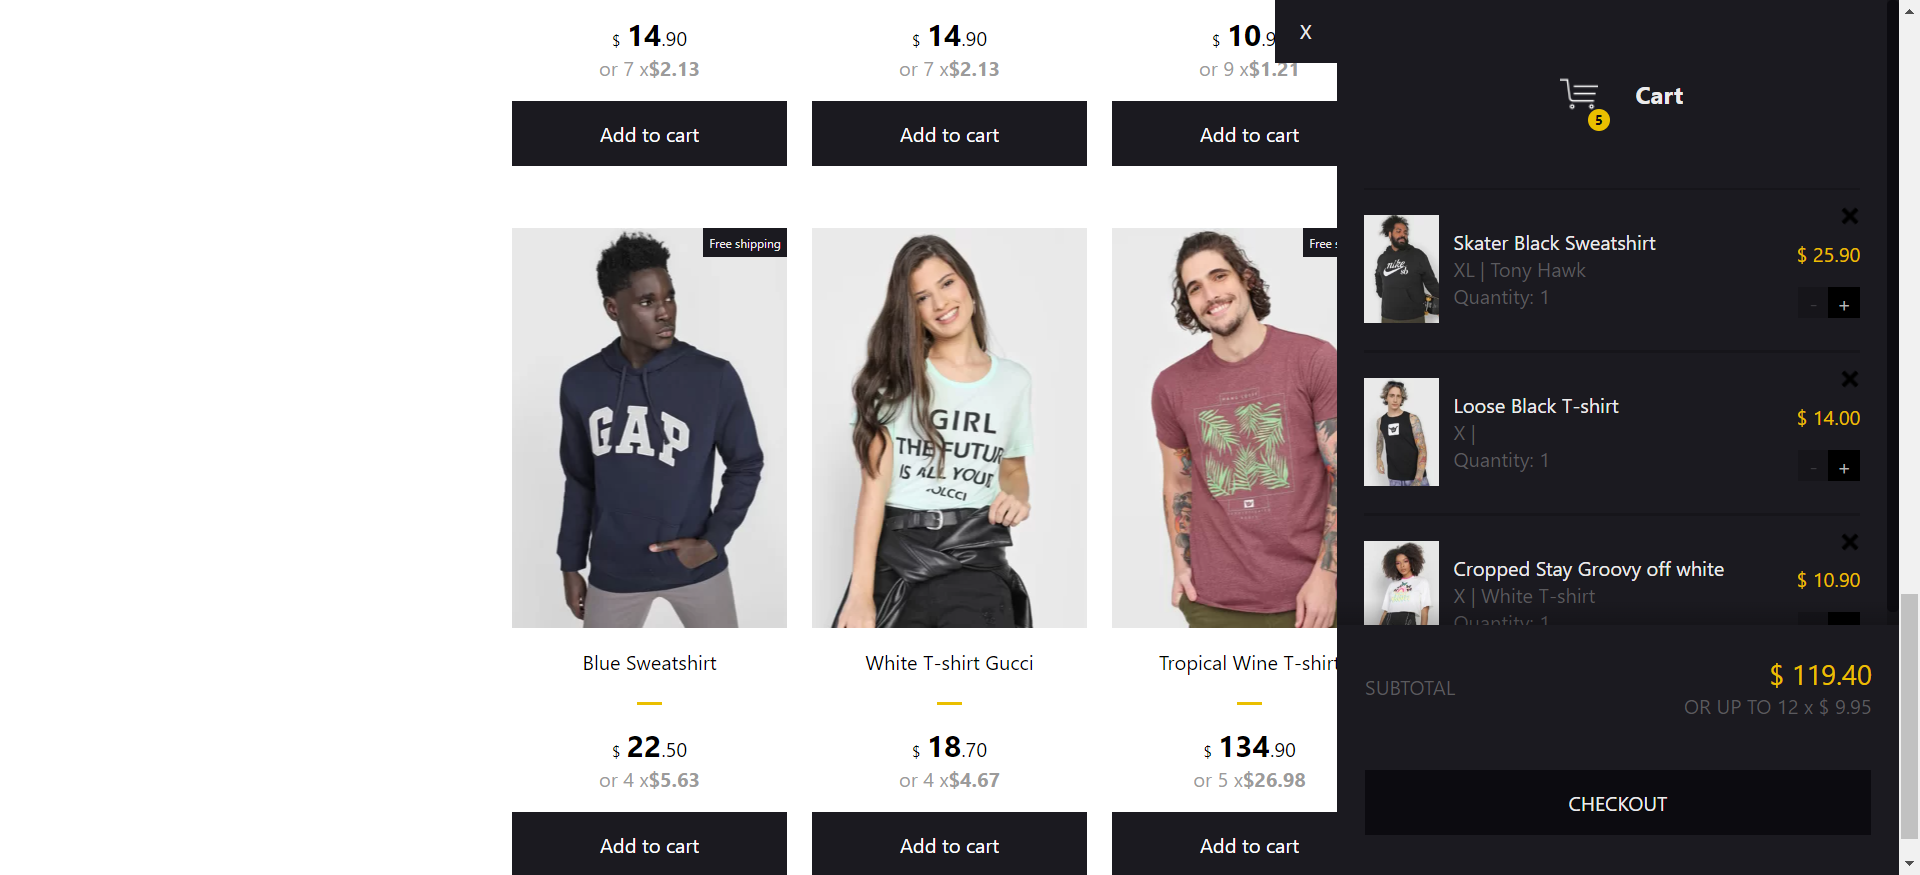 $ 14.90
or 7 x$2.13
Add to cart
$ 14.90
or 7 x$2.13
Add to cart
$ 10.9
or 9 x$1.21
Add to cart
Free shipping
GAP
Blue Sweatshirt
$ 22.50
or 4 x$5.63
Add to cart
GIRL
THE FUTUR
IS ALL YOUR
White T-shirt Gucci
$ 18.70
or 4 x$4.67
Add to cart
Free
Tropical Wine T-shirt
$ 134.90
or 5 x$26.98
Add to cart
X
5
Cart
Skater Black Sweatshirt
XL | Tony Hawk
Quantity: 1
$ 25.90
- +
Loose Black T-shirt
X |
Quantity: 1
$ 14.00
- +
Cropped Stay Groovy off white
X | White T-shirt
Quantity: 1
$ 10.90
SUBTOTAL
$ 119.40
OR UP TO 12 x $ 9.95
CHECKOUT